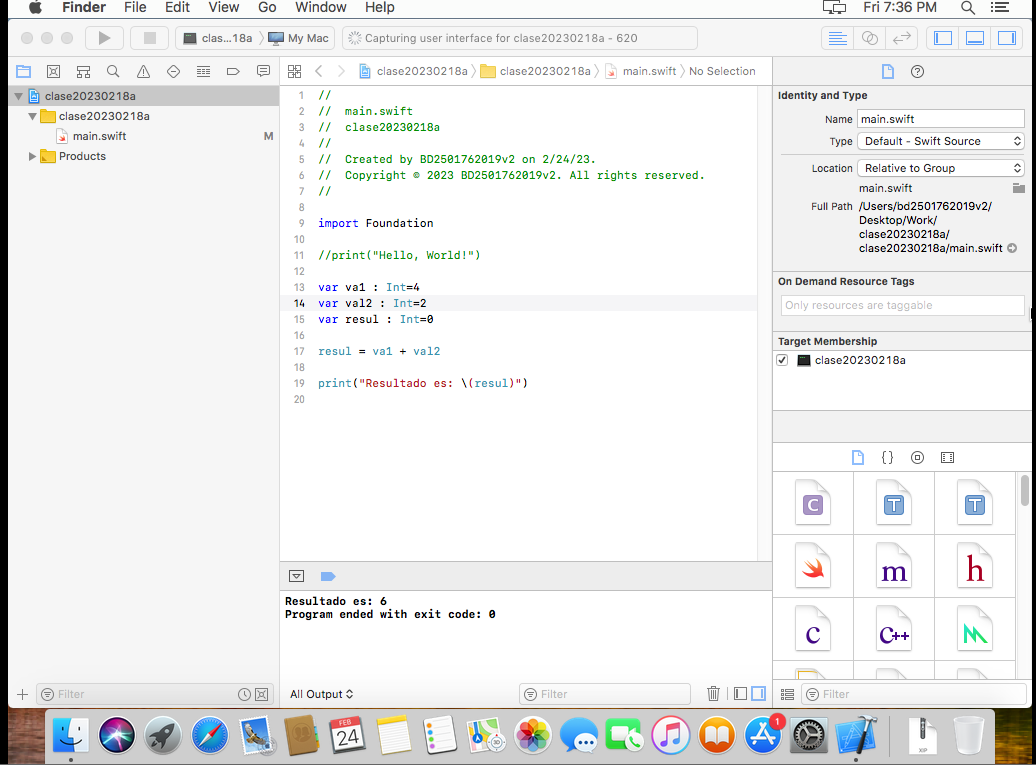 Finder File Edit View Go Window Help Fri 7:36 PM
clas...18a My Mac Capturing user interface for clase20230218a - 620
clase20230218a clase20230218a main.swift No Selection
clase20230218a
clase20230218a
main.swift M
Products
1 //
2 // main.swift
3 // clase20230218a
4 //
5 // Created by BD2501762019v2 on 2/24/23.
6 // Copyright © 2023 BD2501762019v2. All rights reserved.
7 //
8
9 import Foundation
10
11 //print("Hello, World!")
12
13 var va1 : Int=4
14 var val2 : Int=2
15 var resul : Int=0
16
17 resul = va1 + val2
18
19 print("Resultado es: \(resul)")
20
Resultado es: 6
Program ended with exit code: 0
Filter
All Output
Filter
Identity and Type
Name main.swift
Type Default - Swift Source
Location Relative to Group
main.swift
Full Path /Users/bd2501762019v2/
Desktop/Work/
clase20230218a/
clase20230218a/main.swift
On Demand Resource Tags
Only resources are taggable
Target Membership
clase20230218a
{}
C T T
m h
c C++
Filter
FEB
24
1
XIP